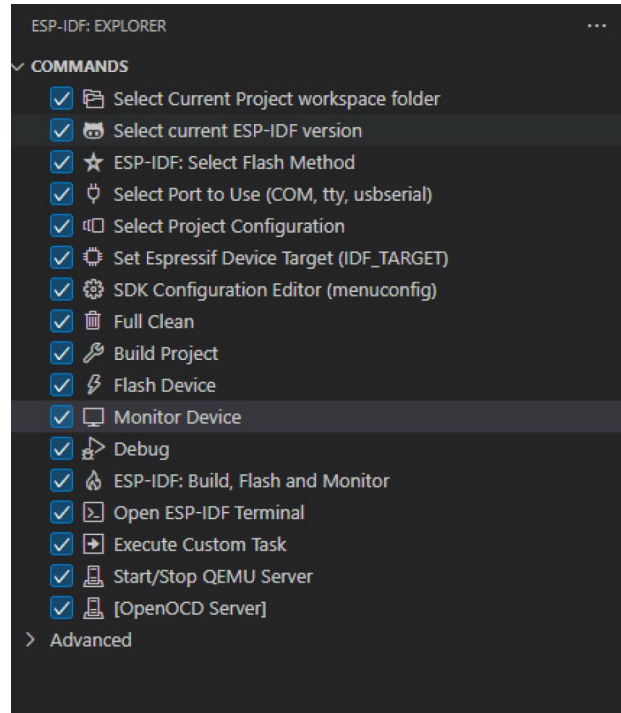 ESP-IDF: EXPLORER
COMMANDS
Select Current Project workspace folder
Select current ESP-IDF version
ESP-IDF: Select Flash Method
Select Port to Use (COM, tty, usbserial)
Select Project Configuration
Set Espressif Device Target (IDF_TARGET)
SDK Configuration Editor (menuconfig)
Full Clean
Build Project
Flash Device
Monitor Device
Debug
ESP-IDF: Build, Flash and Monitor
Open ESP-IDF Terminal
Execute Custom Task
Start/Stop QEMU Server
[OpenOCD Server]
Advanced